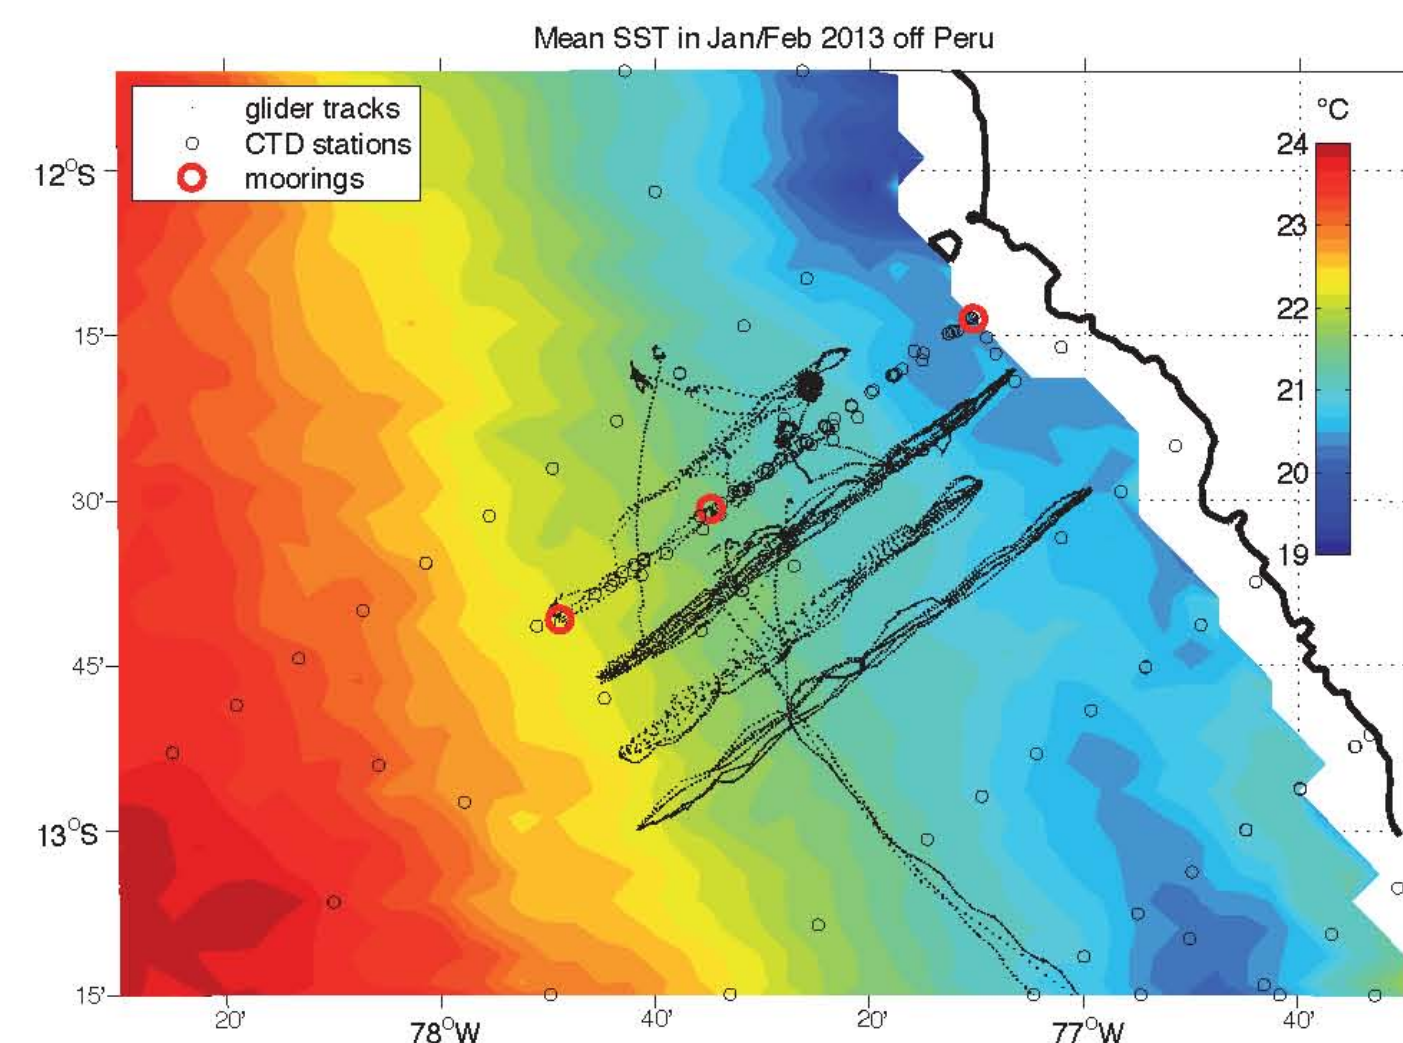 Mean SST in Jan/Feb 2013 off Peru
glider tracks
CTD stations
moorings
°C
24
23
22
21
20
19
12°S
15'
30'
45'
13°S
15'
20'
78°W
40'
20'
77°W
40'